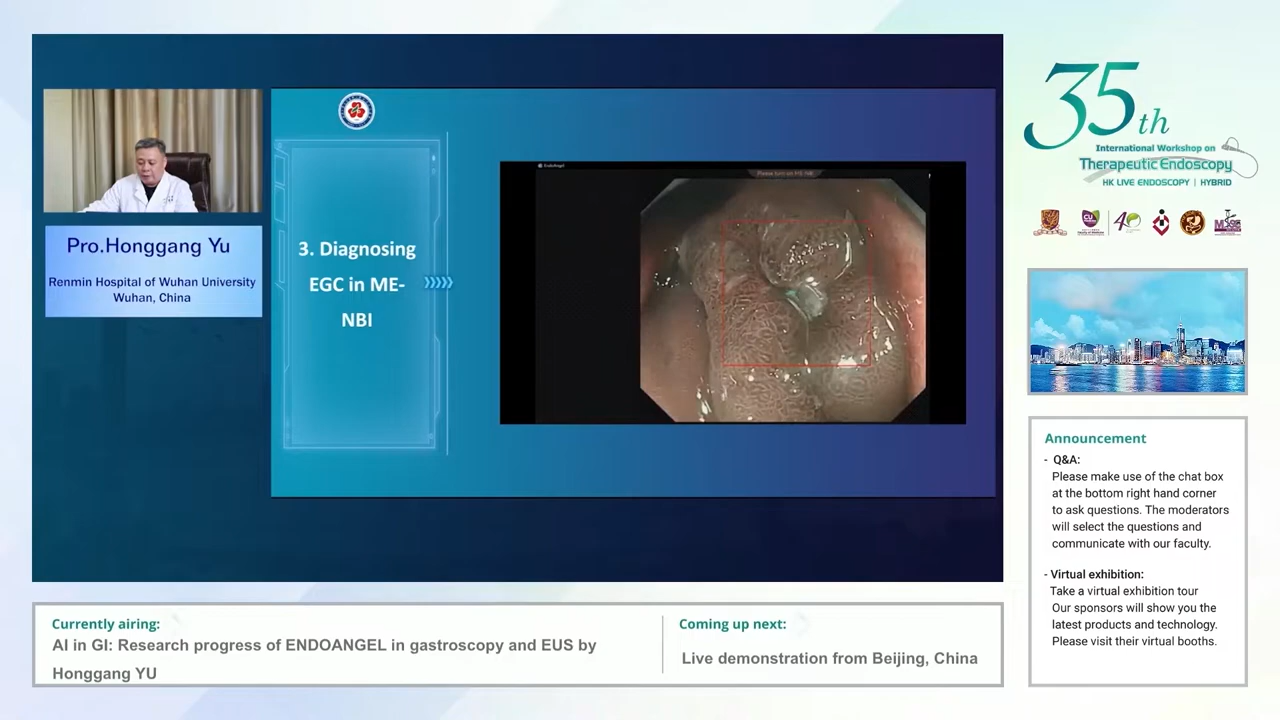 Pro.Honggang Yu
Renmin Hospital of Wuhan University
Wuhan, China
3. Diagnosing
EGC in ME-
NBI
EndoAngel
35th
International Workshop on
Therapeutic Endoscopy
HK LIVE ENDOSCOPY | HYBRID
Announcement
- Q&A:
Please make use of the chat box
at the bottom right hand corner
to ask questions. The moderators
will select the questions and
communicate with our faculty.
- Virtual exhibition:
Take a virtual exhibition tour
Our sponsors will show you the
latest products and technology.
Please visit their virtual booths.
Currently airing:
AI in GI: Research progress of ENDOANGEL in gastroscopy and EUS by
Honggang YU
Coming up next:
Live demonstration from Beijing, China